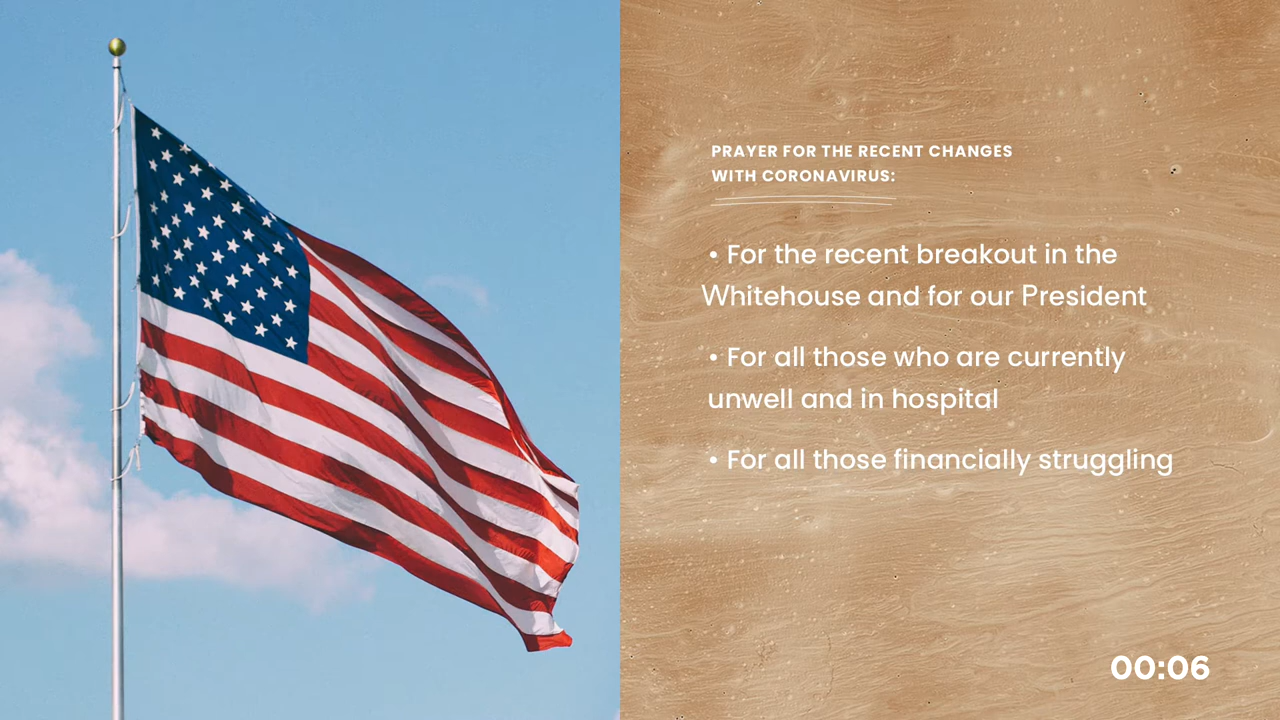 PRAYER FOR THE RECENT CHANGES
WITH CORONAVIRUS:
• For the recent breakout in the
Whitehouse and for our President
• For all those who are currently
unwell and in hospital
• For all those financially struggling
00:06